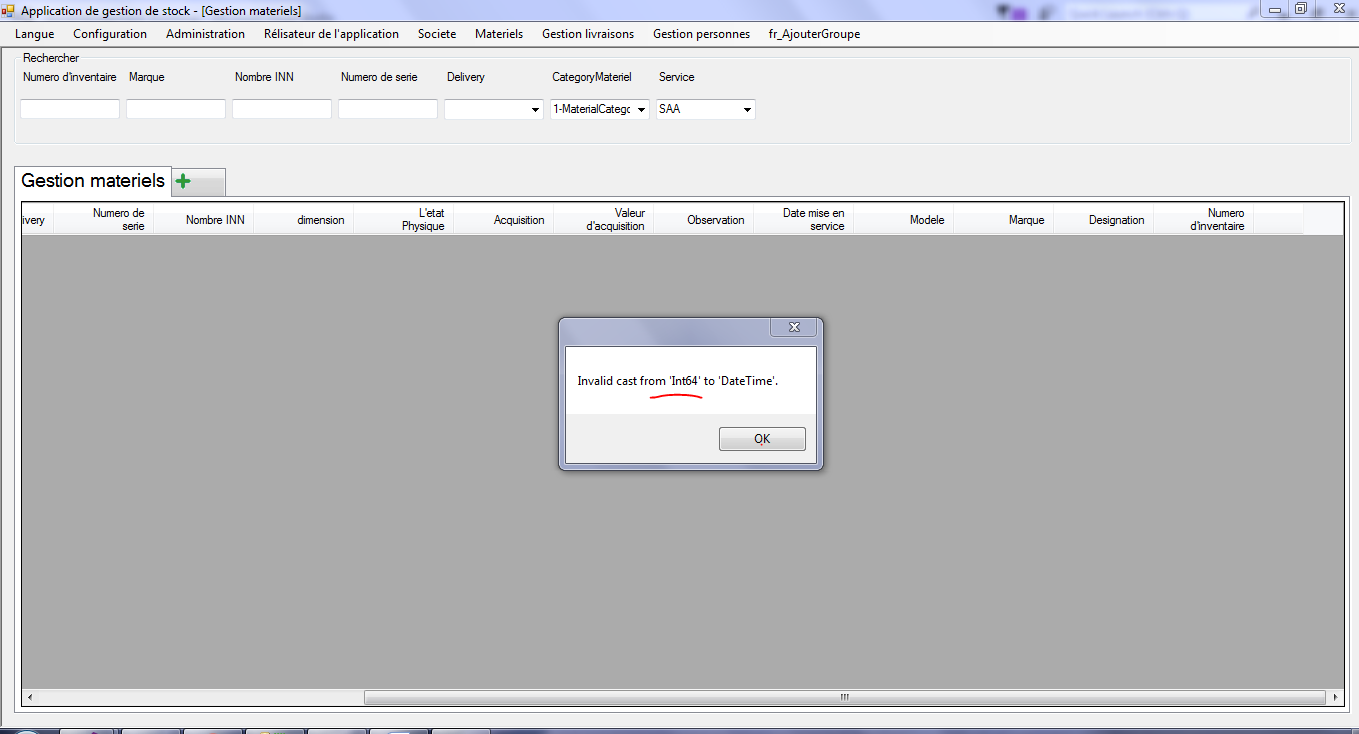 Application de gestion de stock - [Gestion materiels]
Langue Configuration Administration Rélisateur de l'application Societe Materiels Gestion livraisons Gestion personnes fr_AjouterGroupe
Rechercher
Numero d'inventaire Marque Nombre INN Numero de serie Delivery CategoryMateriel Service
1-MaterialCatego SAA
Gestion materiels
ivery Numero de serie Nombre INN dimension L'etat Physique Acquisition Valeur d'acquisition Observation Date mise en service Modele Marque Designation Numero d'inventaire
Invalid cast from 'Int64' to 'DateTime'.
OK